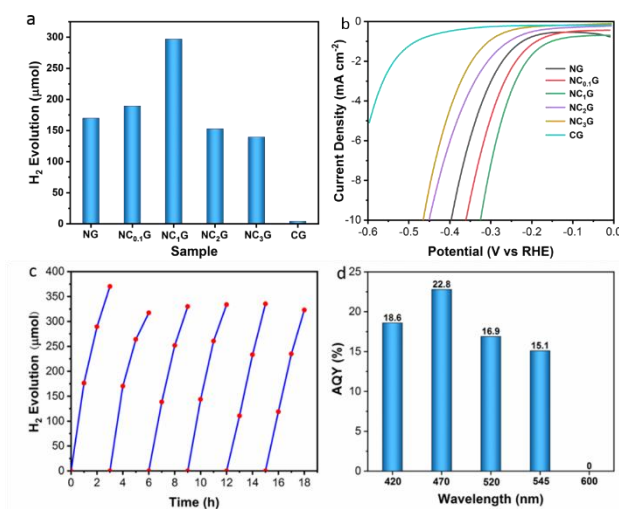 a
H₂ Evolution (μmol)
300
250
200
150
100
50
0
NG NC₀.₁G NC₁G NC₂G NC₃G CG
Sample
b
Current Density (mA cm⁻²)
0
-2
-4
-6
-8
-10
NG
NC₀.₁G
NC₁G
NC₂G
NC₃G
CG
-0.6 -0.5 -0.4 -0.3 -0.2 -0.1 0.0
Potential (V vs RHE)
c
H₂ Evolution (μmol)
400
350
300
250
200
150
100
50
0
0 2 4 6 8 10 12 14 16 18
Time (h)
d
AQY (%)
25
20
15
10
5
0
18.6
22.8
16.9
15.1
0
420 470 520 545 600
Wavelength (nm)